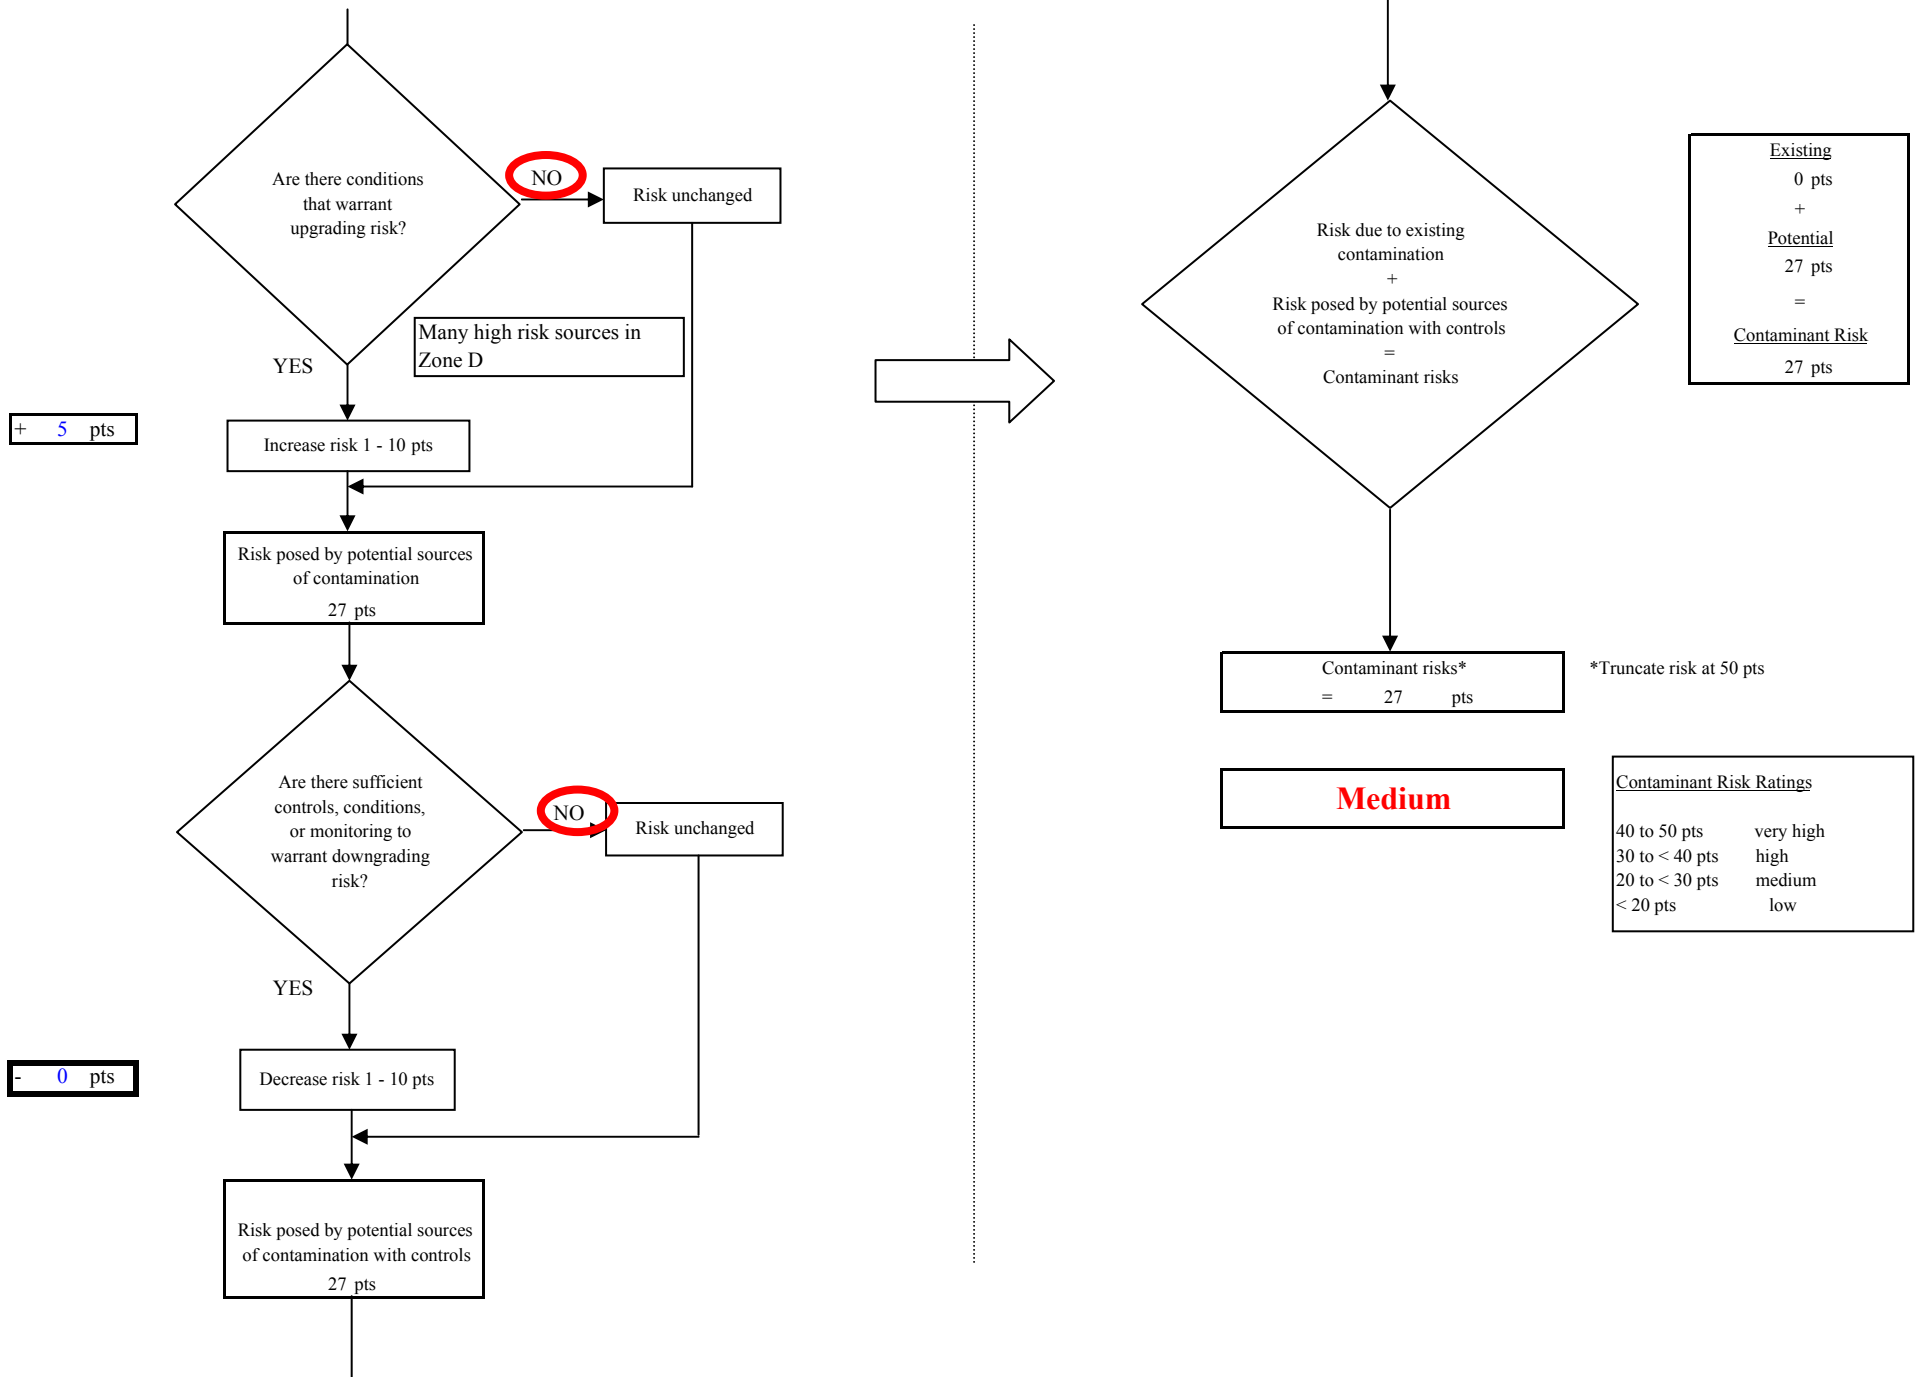 Are there conditions
that warrant
upgrading risk?
NO
Risk unchanged
Many high risk sources in
Zone D
YES
+ 5 pts
Increase risk 1 - 10 pts
Risk posed by potential sources
of contamination
27 pts
Are there sufficient
controls, conditions,
or monitoring to
warrant downgrading
risk?
NO
Risk unchanged
YES
- 0 pts
Decrease risk 1 - 10 pts
Risk posed by potential sources
of contamination with controls
27 pts
Risk due to existing
contamination
+
Risk posed by potential sources
of contamination with controls
=
Contaminant risks
Existing
0 pts
+
Potential
27 pts
=
Contaminant Risk
27 pts
Contaminant risks*
= 27 pts
*Truncate risk at 50 pts
Medium
Contaminant Risk Ratings
40 to 50 pts very high
30 to < 40 pts high
20 to < 30 pts medium
< 20 pts low